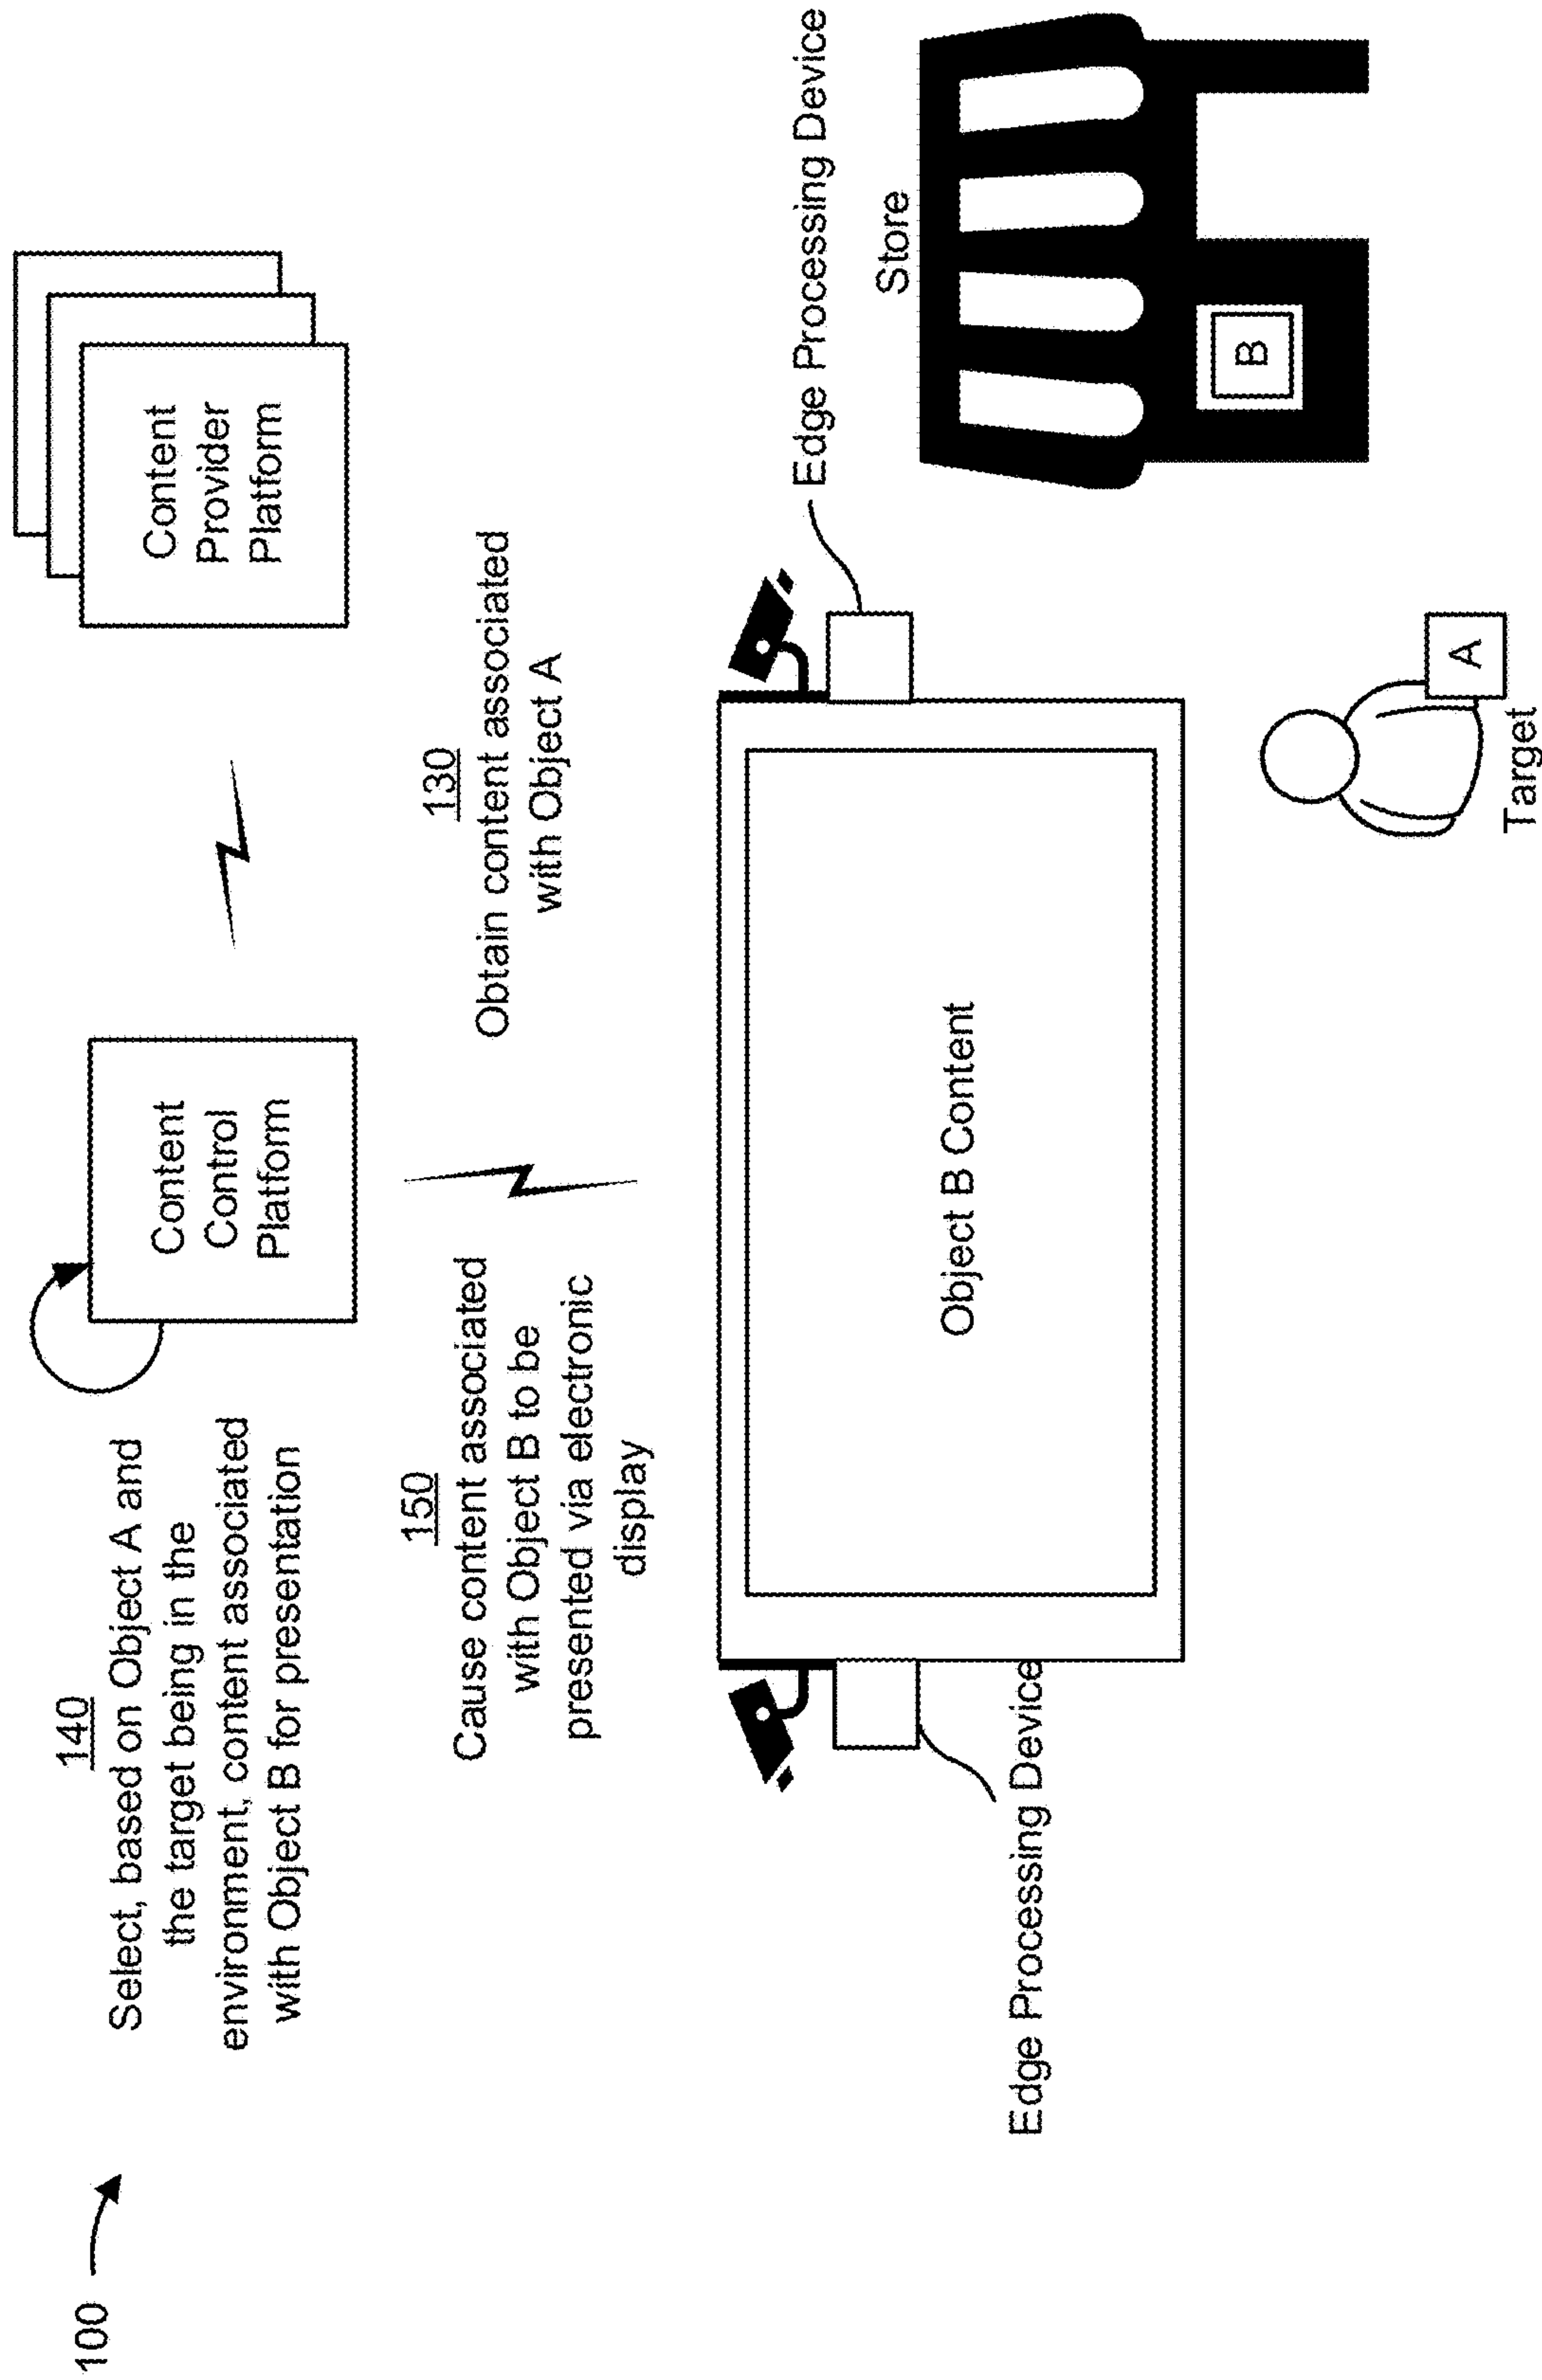 100
140
Select, based on Object A and
the target being in the
environment, content associated
with Object B for presentation
Content
Control
Platform
Content
Provider
Platform
130
Obtain content associated
with Object A
150
Cause content associated
with Object B to be
presented via electronic
display
Edge Processing Device
Object B Content
Edge Processing Device
Store
B
A
Target